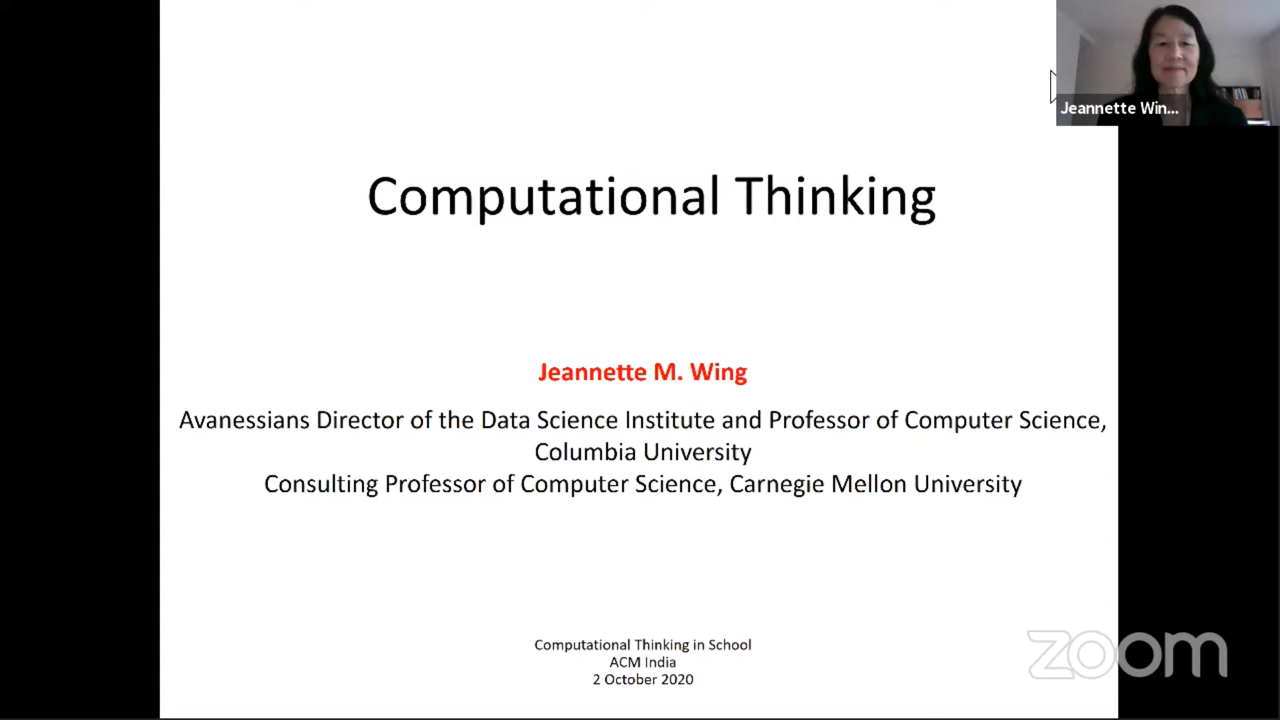 Jeannette Win...
Computational Thinking
Jeannette M. Wing
Avanessians Director of the Data Science Institute and Professor of Computer Science,
Columbia University
Consulting Professor of Computer Science, Carnegie Mellon University
Computational Thinking in School
ACM India
2 October 2020
zoom